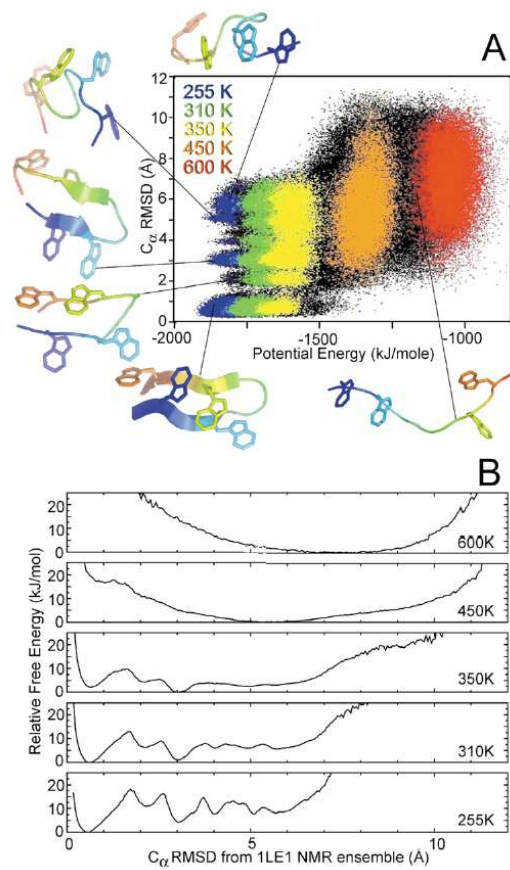 A
12
10
8
6
4
2
0
Cα RMSD (Å)
255 K
310 K
350 K
450 K
600 K
-2000 -1500 -1000
Potential Energy (kJ/mole)
B
Relative Free Energy (kJ/mol)
20
10
0
600K
20
10
0
450K
20
10
0
350K
20
10
0
310K
20
10
0
255K
0 5 10
Cα RMSD from 1LE1 NMR ensemble (Å)